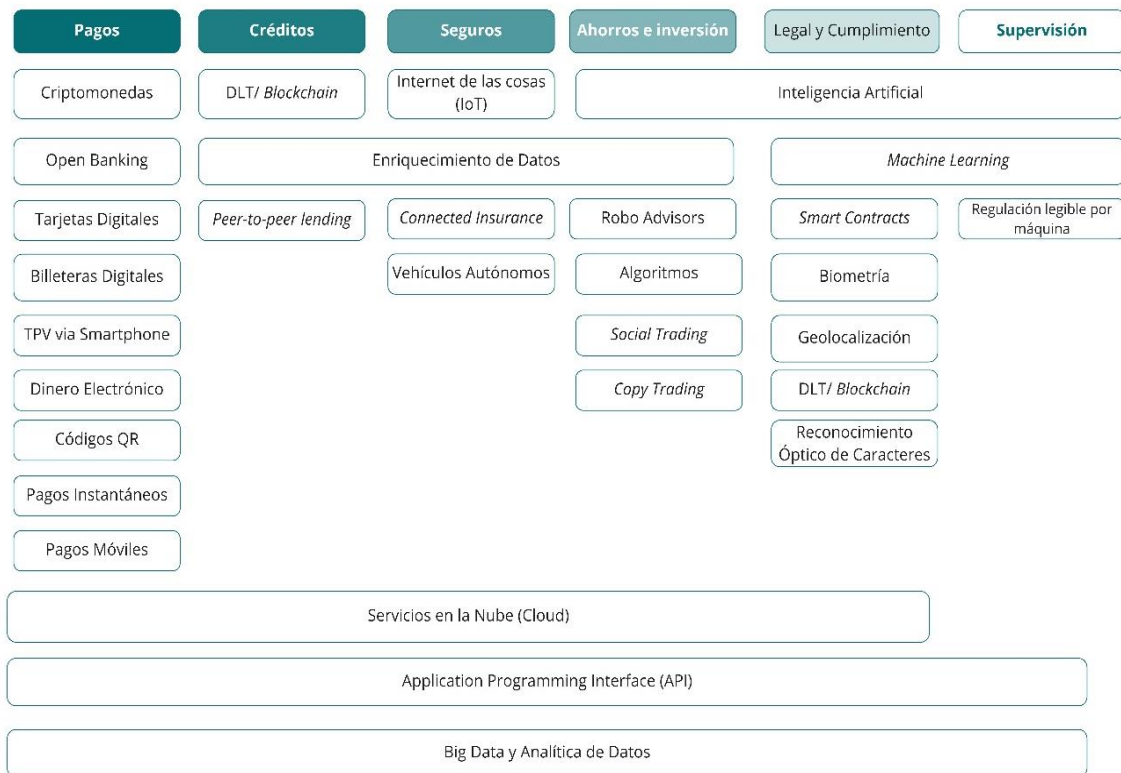 Pagos
Créditos
Seguros
Ahorros e inversión
Legal y Cumplimiento
Supervisión
Criptomonedas
DLT/ Blockchain
Internet de las cosas
(IoT)
Inteligencia Artificial
Open Banking
Enriquecimiento de Datos
Machine Learning
Tarjetas Digitales
Peer-to-peer lending
Connected Insurance
Robo Advisors
Smart Contracts
Regulación legible por
máquina
Billeteras Digitales
Vehículos Autónomos
Algoritmos
Biometría
TPV via Smartphone
Social Trading
Geolocalización
Dinero Electrónico
Copy Trading
DLT/ Blockchain
Códigos QR
Reconocimiento
Óptico de Caracteres
Pagos Instantáneos
Pagos Móviles
Servicios en la Nube (Cloud)
Application Programming Interface (API)
Big Data y Analítica de Datos